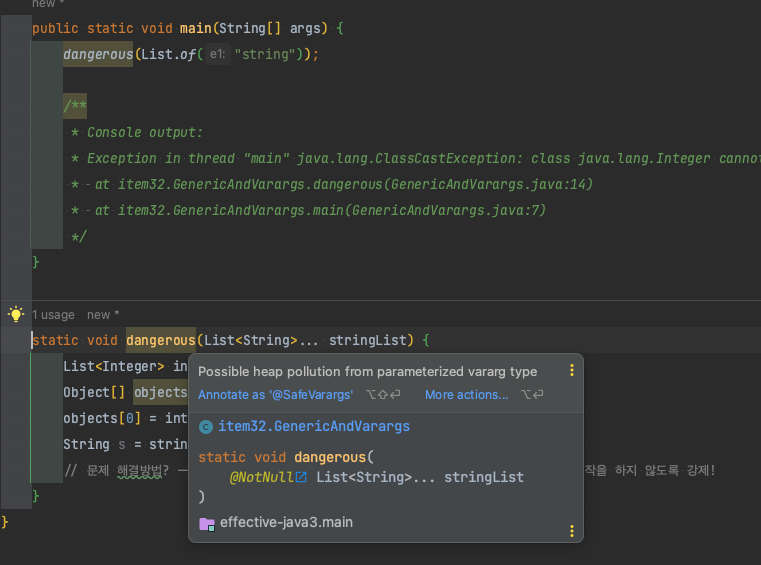 new *
public static void main(String[] args) {
dangerous(List.of( e1: "string"));
/**
* Console output:
* Exception in thread "main" java.lang.ClassCastException: class java.lang.Integer cannot
* - at item32.GenericAndVarargs.dangerous(GenericAndVarargs.java:14)
* - at item32.GenericAndVarargs.main(GenericAndVarargs.java:7)
*/
}
1 usage new *
static void dangerous(List<String>... stringList) {
List<Integer> in
Object[] objects
objects[0] = int
String s = strin
// 문제 해결방법? 작을 하지 않도록 강제!
}
}
Possible heap pollution from parameterized vararg type
Annotate as '@SafeVarargs' ⌥⇧⏎ More actions... ⌥⏎
C item32.GenericAndVarargs
static void dangerous(
@NotNull List<String>... stringList
)
effective-java3.main